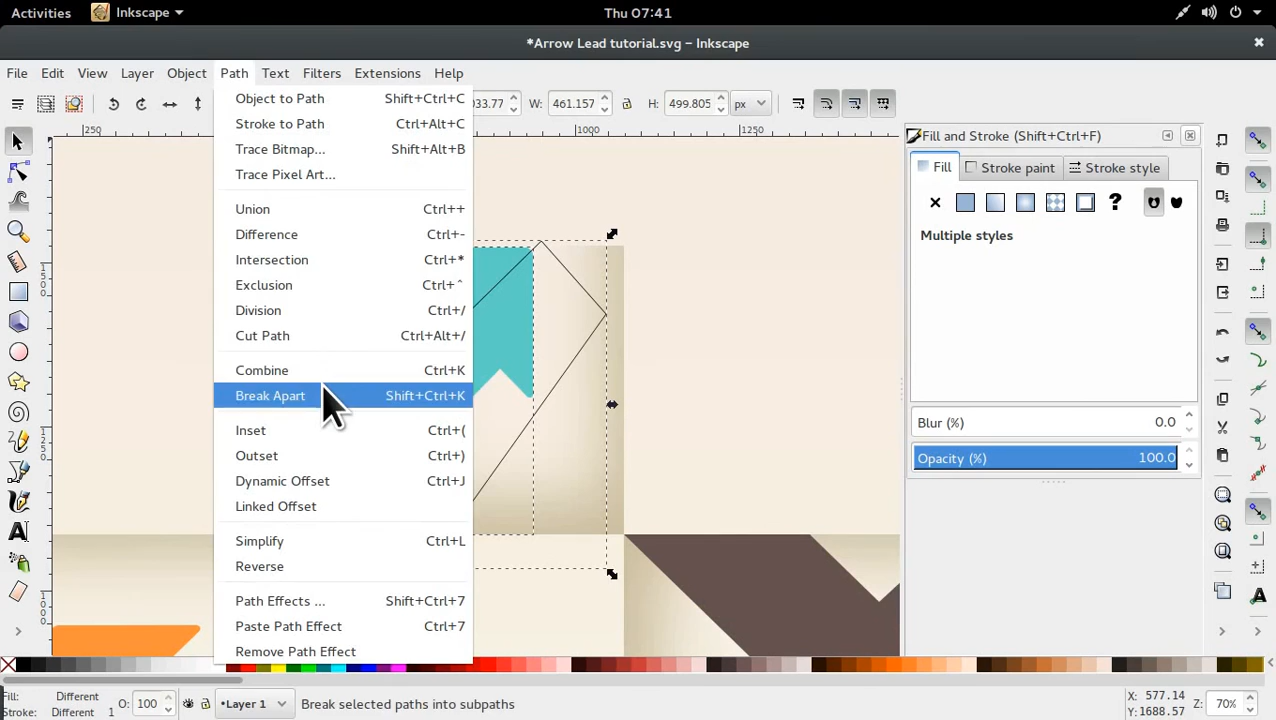 Activities Inkscape Thu 07:41
*Arrow Lead tutorial.svg – Inkscape
File Edit View Layer Object Path Text Filters Extensions Help
033.77 W: 461.157 H: 499.805 px
Object to Path Shift+Ctrl+C
Stroke to Path Ctrl+Alt+C
Trace Bitmap... Shift+Alt+B
Trace Pixel Art...
Union Ctrl++
Difference Ctrl+-
Intersection Ctrl+*
Exclusion Ctrl+^
Division Ctrl+/
Cut Path Ctrl+Alt+/
Combine Ctrl+K
Break Apart Shift+Ctrl+K
Inset Ctrl+(
Outset Ctrl+)
Dynamic Offset Ctrl+J
Linked Offset
Simplify Ctrl+L
Reverse
Path Effects ... Shift+Ctrl+7
Paste Path Effect Ctrl+7
Remove Path Effect
250 1000 1250
1500
1250
1000
Fill and Stroke (Shift+Ctrl+F)
Fill Stroke paint Stroke style
?
Multiple styles
Blur (%) 0.0
Opacity (%) 100.0
Fill: Different
Stroke: Different 1
O: 100
•Layer 1
Break selected paths into subpaths
X: 577.14
Y: 1688.57
Z: 70%